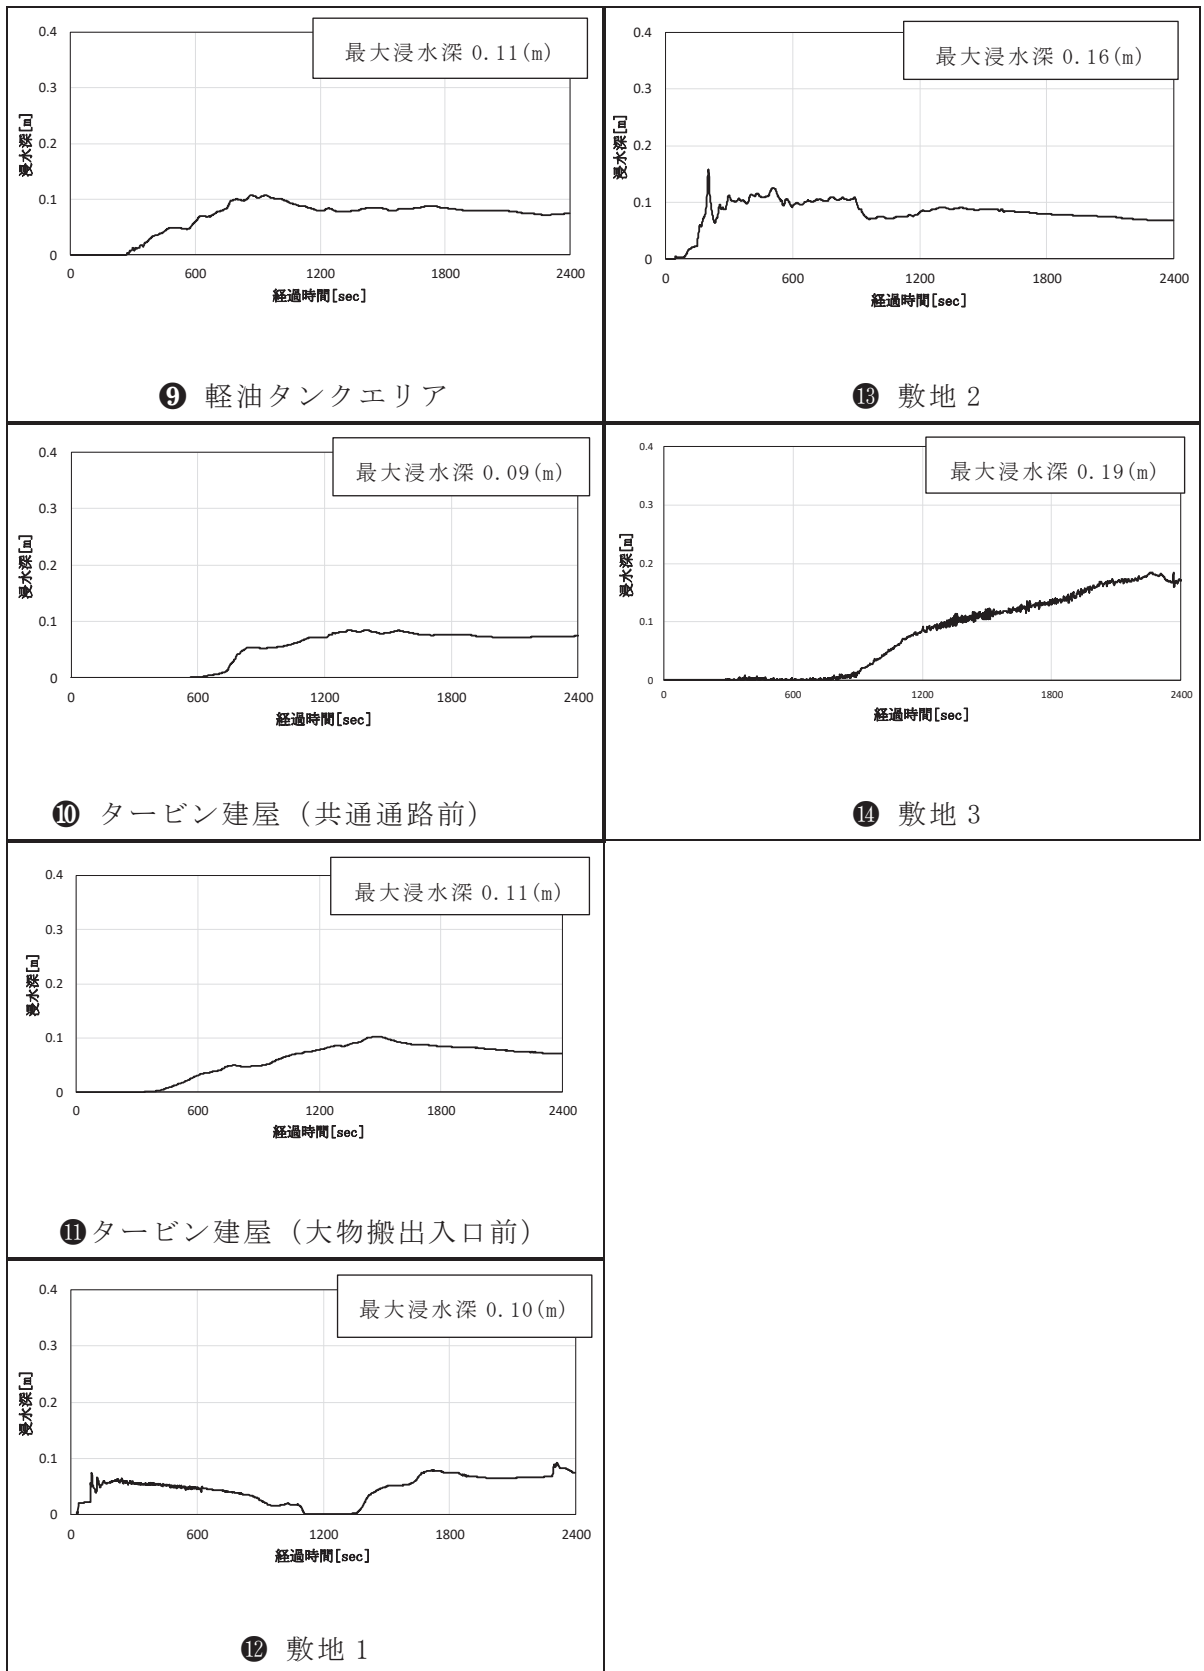 最大浸水深 0.11(m)
浸水深[m]
0.4
0.3
0.2
0.1
0
0 600 1200 1800 2400
経過時間[sec]
❾ 軽油タンクエリア
最大浸水深 0.16(m)
浸水深[m]
0.4
0.3
0.2
0.1
0
0 600 1200 1800 2400
経過時間[sec]
⓭ 敷地 2
最大浸水深 0.09(m)
浸水深[m]
0.4
0.3
0.2
0.1
0
0 600 1200 1800 2400
経過時間[sec]
❿ タービン建屋（共通通路前）
最大浸水深 0.19(m)
浸水深[m]
0.4
0.3
0.2
0.1
0
0 600 1200 1800 2400
経過時間[sec]
⓮ 敷地 3
最大浸水深 0.11(m)
浸水深[m]
0.4
0.3
0.2
0.1
0
0 600 1200 1800 2400
経過時間[sec]
⓫タービン建屋（大物搬出入口前）
最大浸水深 0.10(m)
浸水深[m]
0.4
0.3
0.2
0.1
0
0 600 1200 1800 2400
経過時間[sec]
⓬ 敷地 1